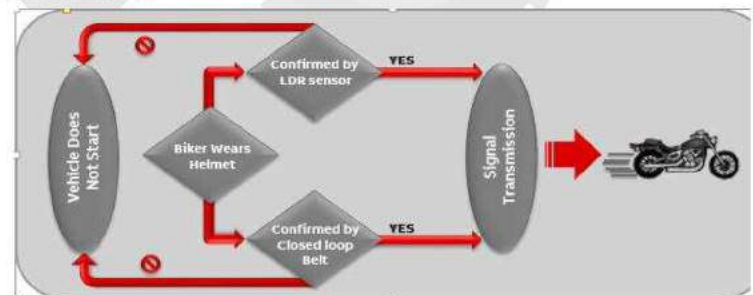 Vehicle Does
Not Start
Biker Wears
Helmet
Confirmed by
LDR sensor
YES
Confirmed by
Closed loop
Belt
YES
Signal
Transmission